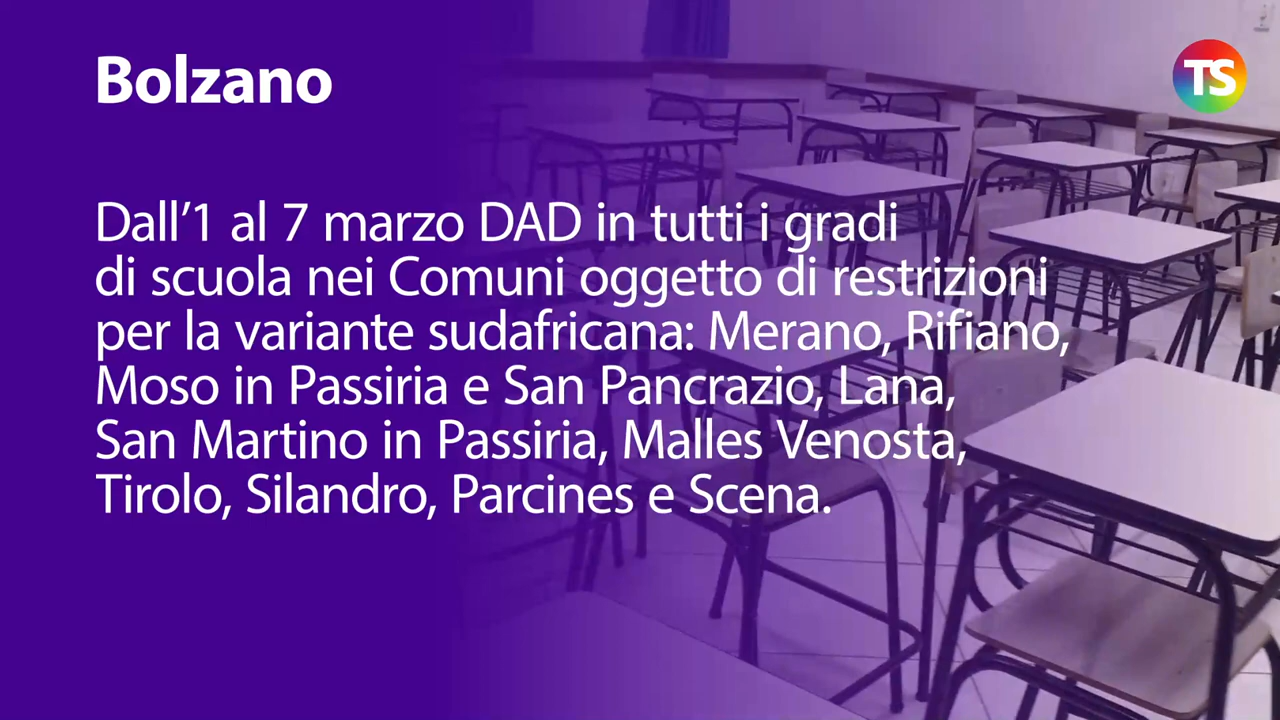 Bolzano
TS
Dall’1 al 7 marzo DAD in tutti i gradi
di scuola nei Comuni oggetto di restrizioni
per la variante sudafricana: Merano, Rifiano,
Moso in Passiria e San Pancrazio, Lana,
San Martino in Passiria, Malles Venosta,
Tirolo, Silandro, Parcines e Scena.